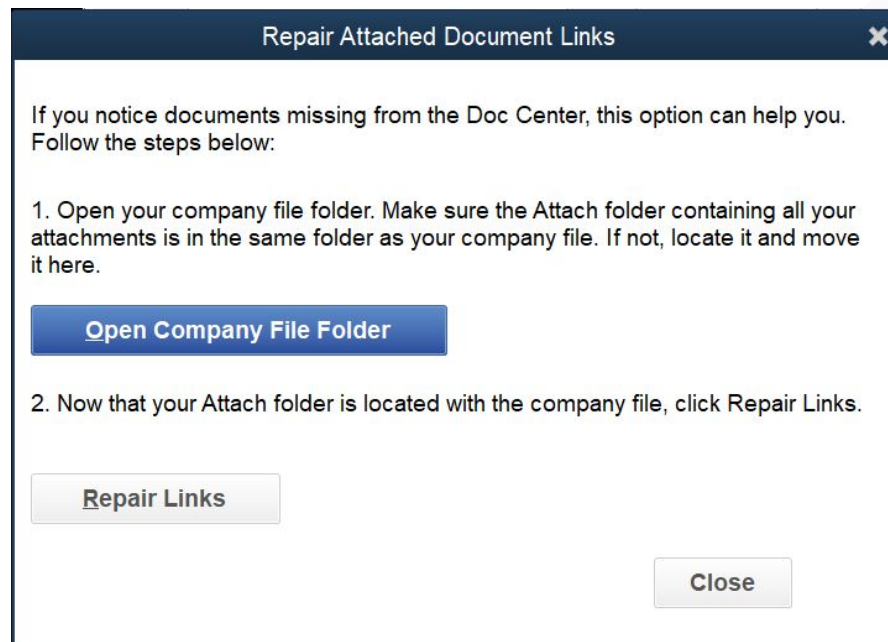 Repair Attached Document Links
If you notice documents missing from the Doc Center, this option can help you.
Follow the steps below:
1. Open your company file folder. Make sure the Attach folder containing all your
attachments is in the same folder as your company file. If not, locate it and move
it here.
Open Company File Folder
2. Now that your Attach folder is located with the company file, click Repair Links.
Repair Links
Close